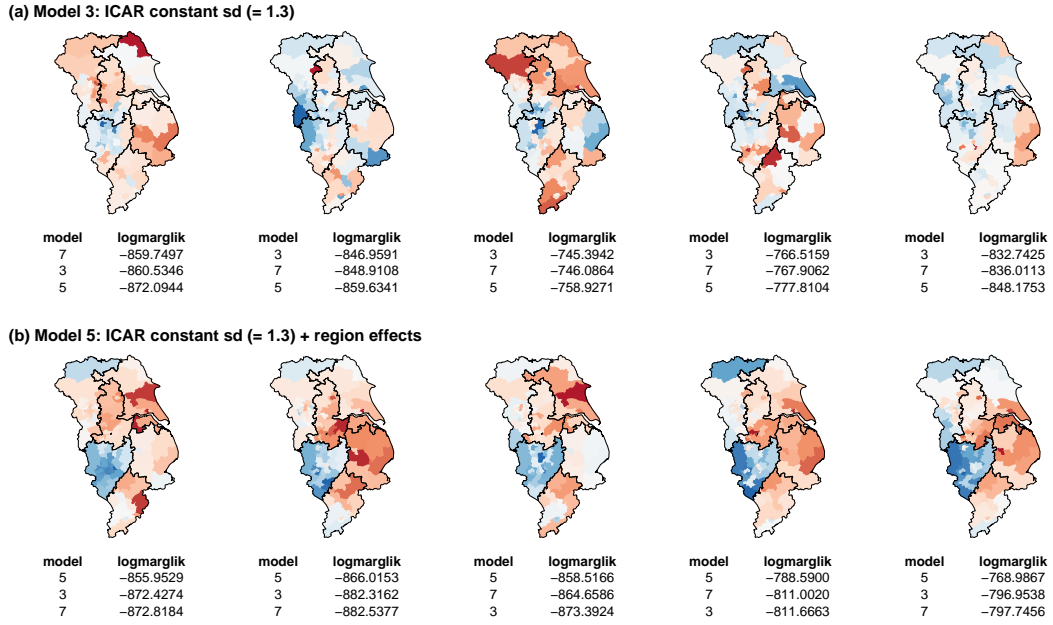 (a) Model 3: ICAR constant sd (= 1.3)
model logmarglik model logmarglik model logmarglik model logmarglik model logmarglik
7 −859.7497 3 −846.9591 3 −745.3942 3 −766.5159 3 −832.7425
3 −860.5346 7 −848.9108 7 −746.0864 7 −767.9062 7 −836.0113
5 −872.0944 5 −859.6341 5 −758.9271 5 −777.8104 5 −848.1753
(b) Model 5: ICAR constant sd (= 1.3) + region effects
model logmarglik model logmarglik model logmarglik model logmarglik model logmarglik
5 −855.9529 5 −866.0153 5 −858.5166 5 −788.5900 5 −768.9867
3 −872.4274 3 −882.3162 7 −864.6586 7 −811.0020 3 −796.9538
7 −872.8184 7 −882.5377 3 −873.3924 3 −811.6663 7 −797.7456